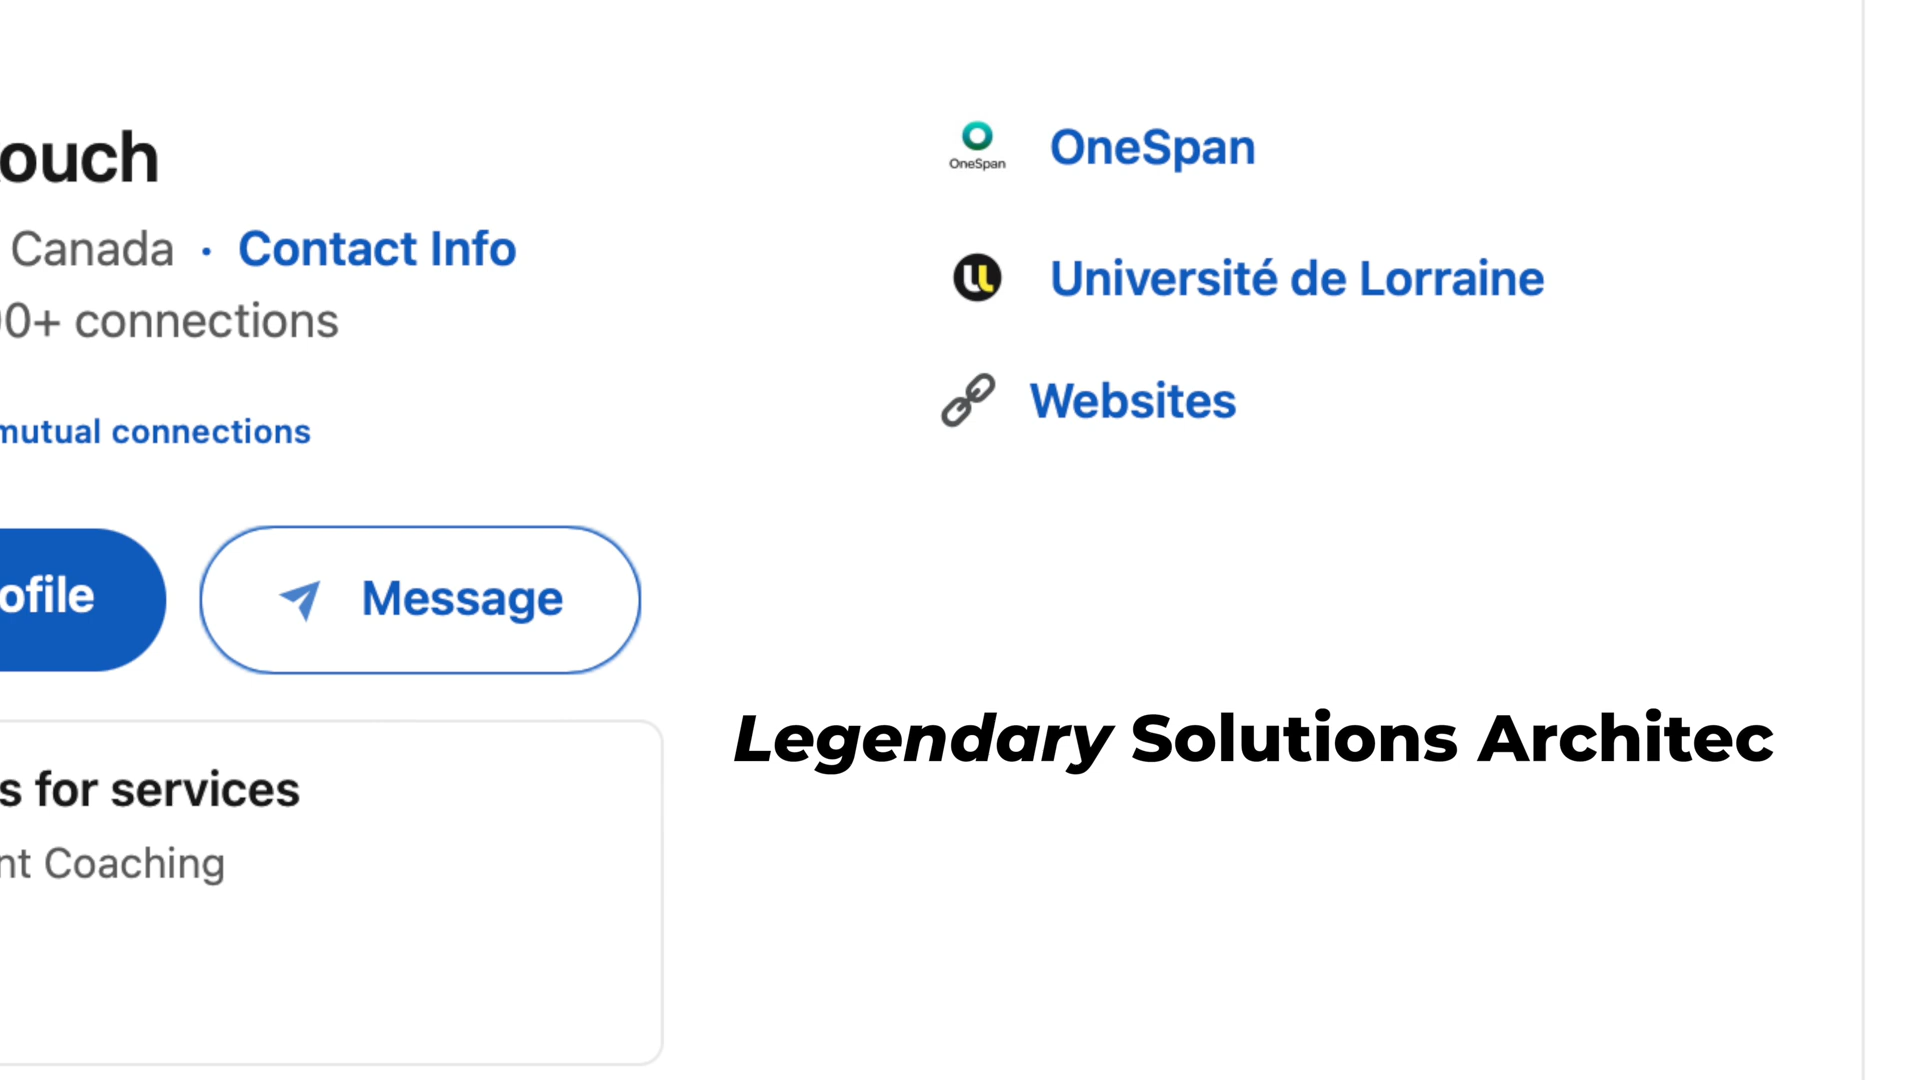 ouch
Canada · Contact Info
0+ connections
mutual connections
ofile
Message
s for services
nt Coaching
OneSpan
OneSpan
Université de Lorraine
Websites
Legendary Solutions Architec